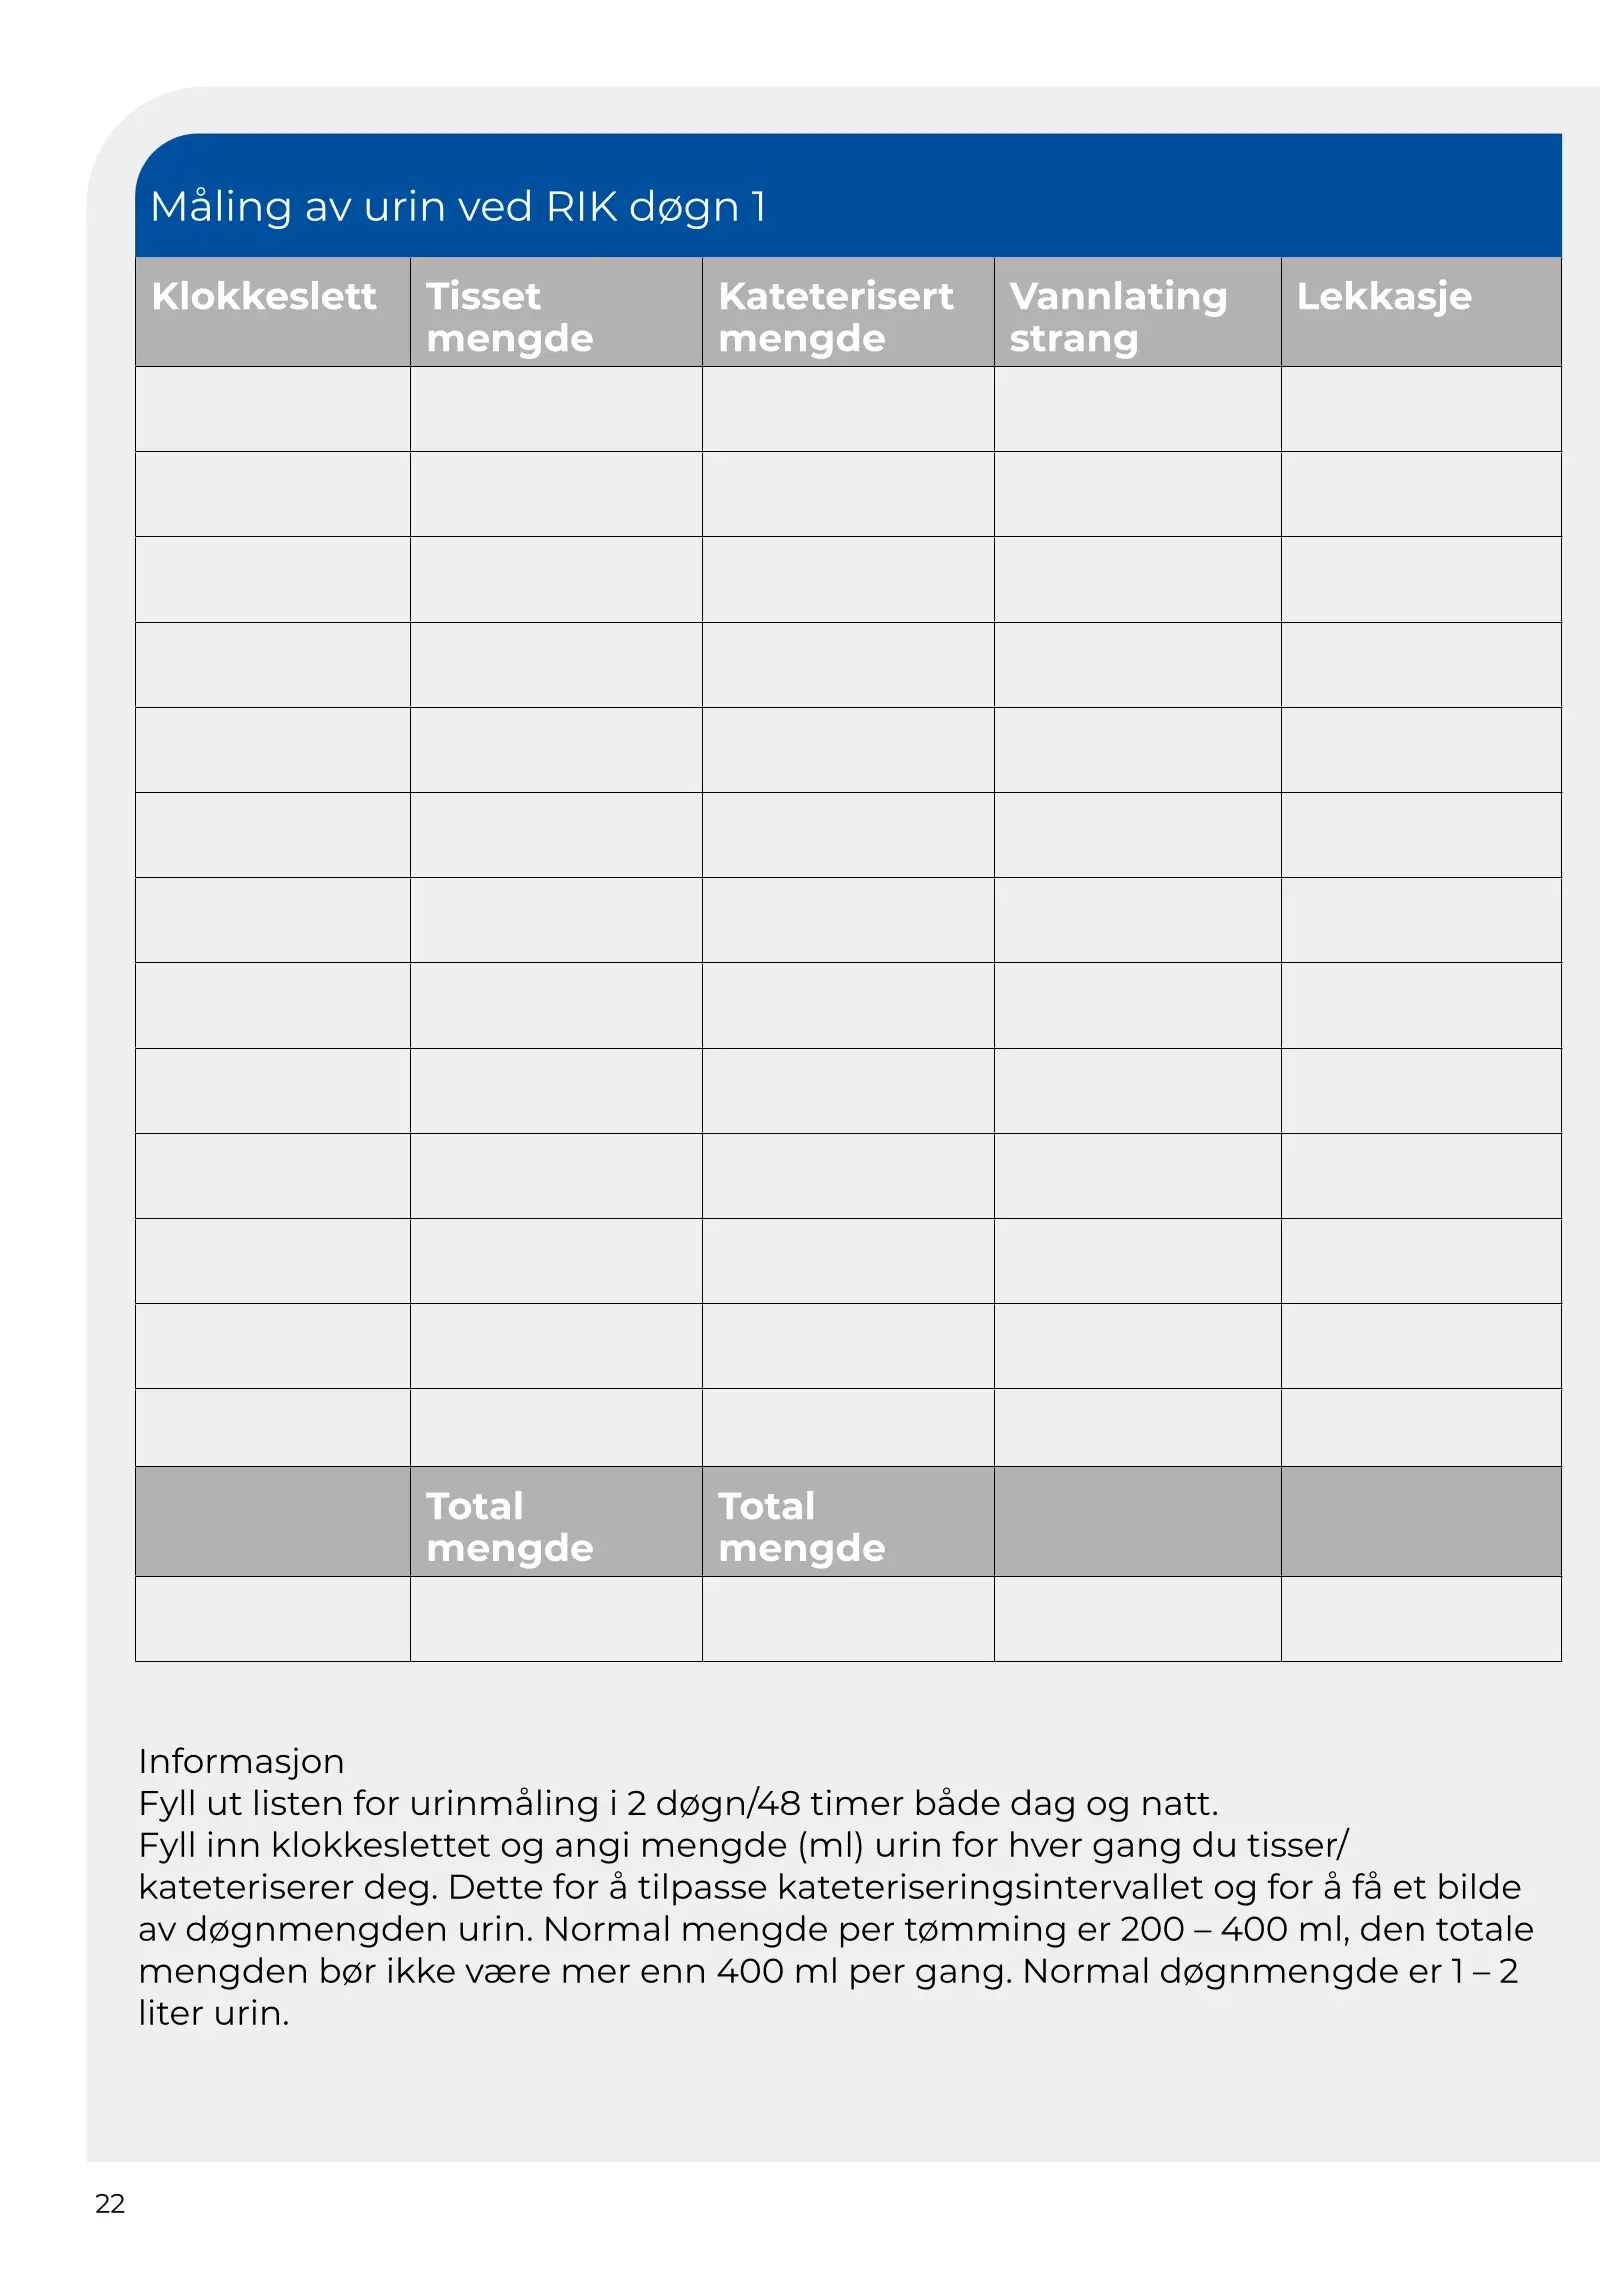 Måling av urin ved RIK døgn 1
Klokkeslett Tisset mengde Kateterisert mengde Vannlating strang Lekkasje
Total mengde Total mengde
Informasjon
Fyll ut listen for urinmåling i 2 døgn/48 timer både dag og natt.
Fyll inn klokkeslettet og angi mengde (ml) urin for hver gang du tisser/
kateteriserer deg. Dette for å tilpasse kateteriseringsintervallet og for å få et bilde
av døgnmengden urin. Normal mengde per tømming er 200 – 400 ml, den totale
mengden bør ikke være mer enn 400 ml per gang. Normal døgnmengde er 1 – 2
liter urin.
22